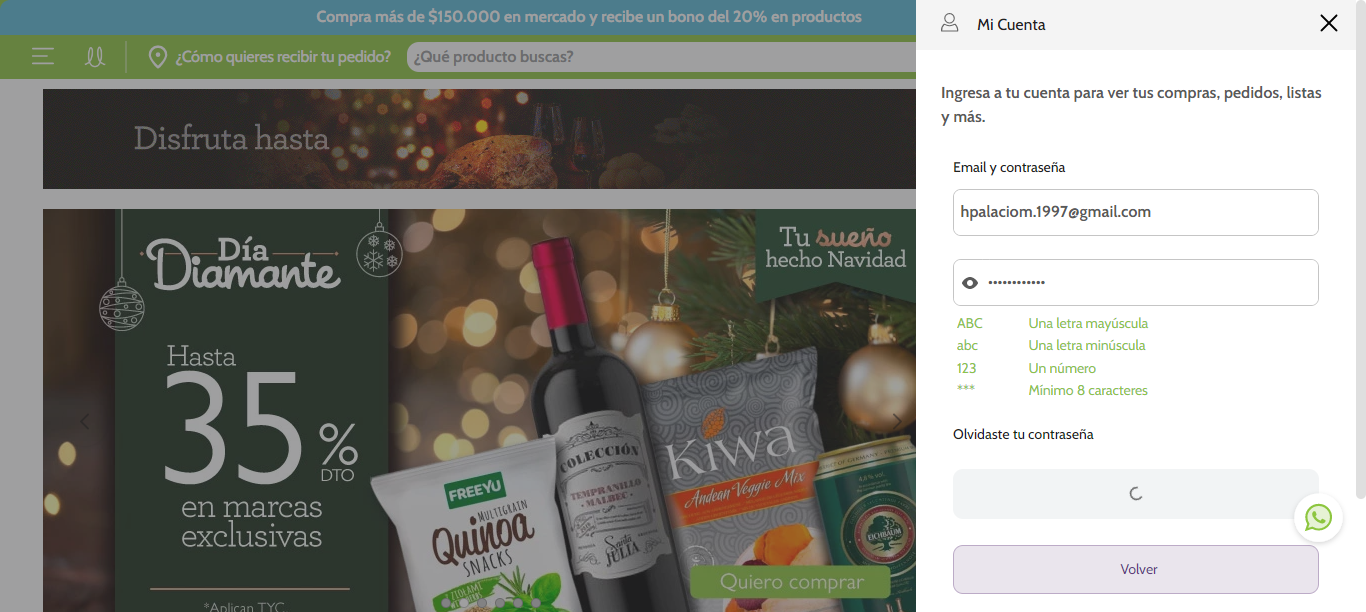 Compra más de $150.000 en mercado y recibe un bono del 20% en productos
¿Cómo quieres recibir tu pedido?
¿Qué producto buscas?
Disfruta hasta
Día
Diamante
Hasta
35%
DTO
en marcas
exclusivas
*Aplican TYC
Tu sueño
hecho Navidad
COLECCIÓN
TEMPRANILLO
MALBEC
Santa
JULIA
FREEYU
MULTIGRAIN
Quinoa
SNACKS
Kiwa
Andean Veggie Mix
EICHBAUM
Quiero comprar
Mi Cuenta
Ingresa a tu cuenta para ver tus compras, pedidos, listas
y más.
Email y contraseña
hpalaciom.1997@gmail.com
••••••••••••
ABC Una letra mayúscula
abc Una letra minúscula
123 Un número
*** Mínimo 8 caracteres
Olvidaste tu contraseña
Volver